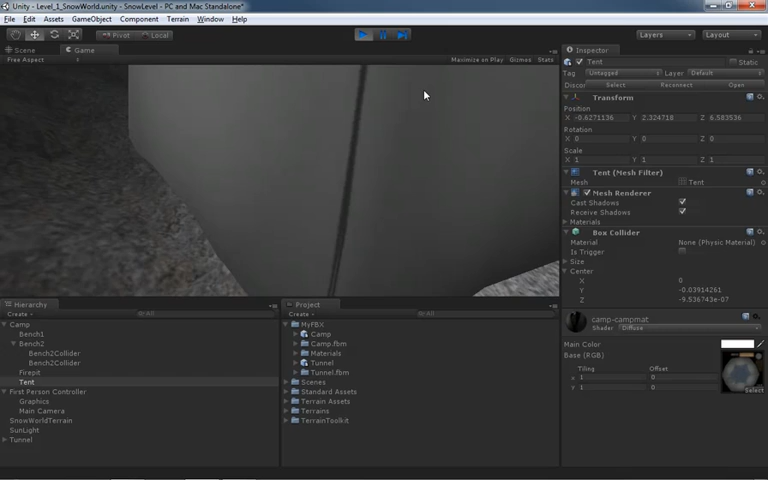 Unity - Level_1_SnowWorld.unity - SnowLevel - PC and Mac Standalone*
File Edit Assets GameObject Component Terrain Window Help
Pivot Local Layers Layout
Scene Game
Free Aspect Maximize on Play Gizmos Stats
Inspector
Tent Static
Tag Untagged Layer Default
Discor Select Reconnect Open
Transform
Position
X -0.6271136 Y 2.324718 Z 6.583536
Rotation
X 0 Y 0 Z 0
Scale
X 1 Y 1 Z 1
Tent (Mesh Filter)
Mesh Tent
Mesh Renderer
Cast Shadows
Receive Shadows
Materials
Box Collider
Material None (Physic Material)
Is Trigger
Size
Center
X 0
Y -0.03914261
Z -9.536743e-07
camp-campmat
Shader Diffuse
Main Color
Base (RGB)
Tiling Offset
x 1 0
y 1 0
Select
Hierarchy
Create All
Camp
Bench1
Bench2
Bench2Collider
Bench2Collider
Firepit
Tent
First Person Controller
Graphics
Main Camera
SnowWorldTerrain
SunLight
Tunnel
Project
Create All
MyFBX
Camp
Camp.fbm
Materials
Tunnel
Tunnel.fbm
Scenes
Standard Assets
Terrain Assets
Terrains
TerrainToolkit